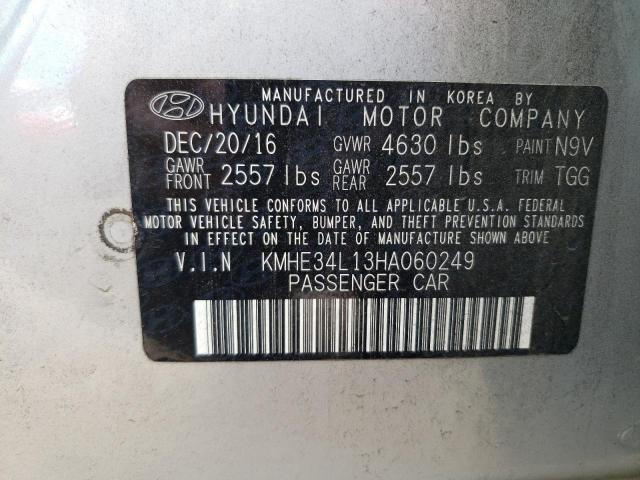 MANUFACTURED IN KOREA BY
HYUNDAI MOTOR COMPANY
DEC/20/16 GVWR 4630 lbs PAINT N9V
GAWR FRONT 2557 lbs GAWR REAR 2557 lbs TRIM TGG
THIS VEHICLE CONFORMS TO ALL APPLICABLE U.S.A. FEDERAL
MOTOR VEHICLE SAFETY, BUMPER, AND THEFT PREVENTION STANDARDS
IN EFFECT ON THE DATE OF MANUFACTURE SHOWN ABOVE
V.I.N KMHE34L13HA060249
PASSENGER CAR